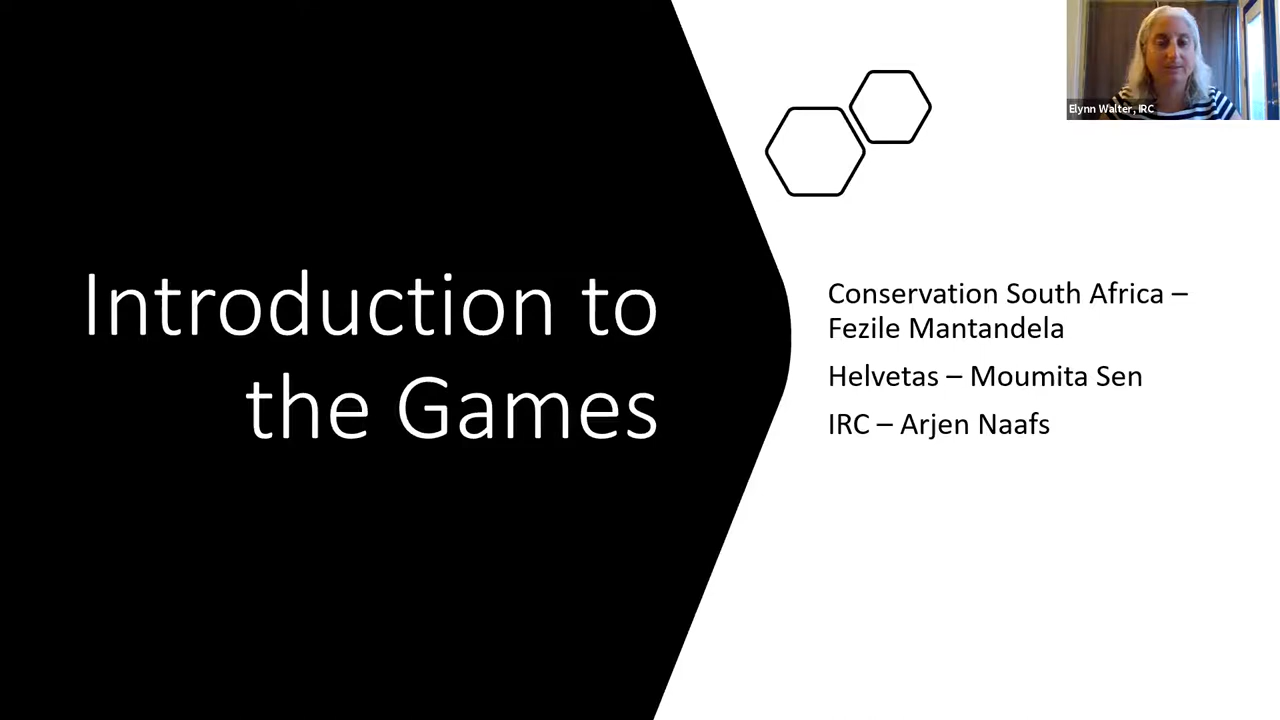 Elynn Walter, IRC
Introduction to
the Games
Conservation South Africa –
Fezile Mantandela
Helvetas – Moumita Sen
IRC – Arjen Naafs